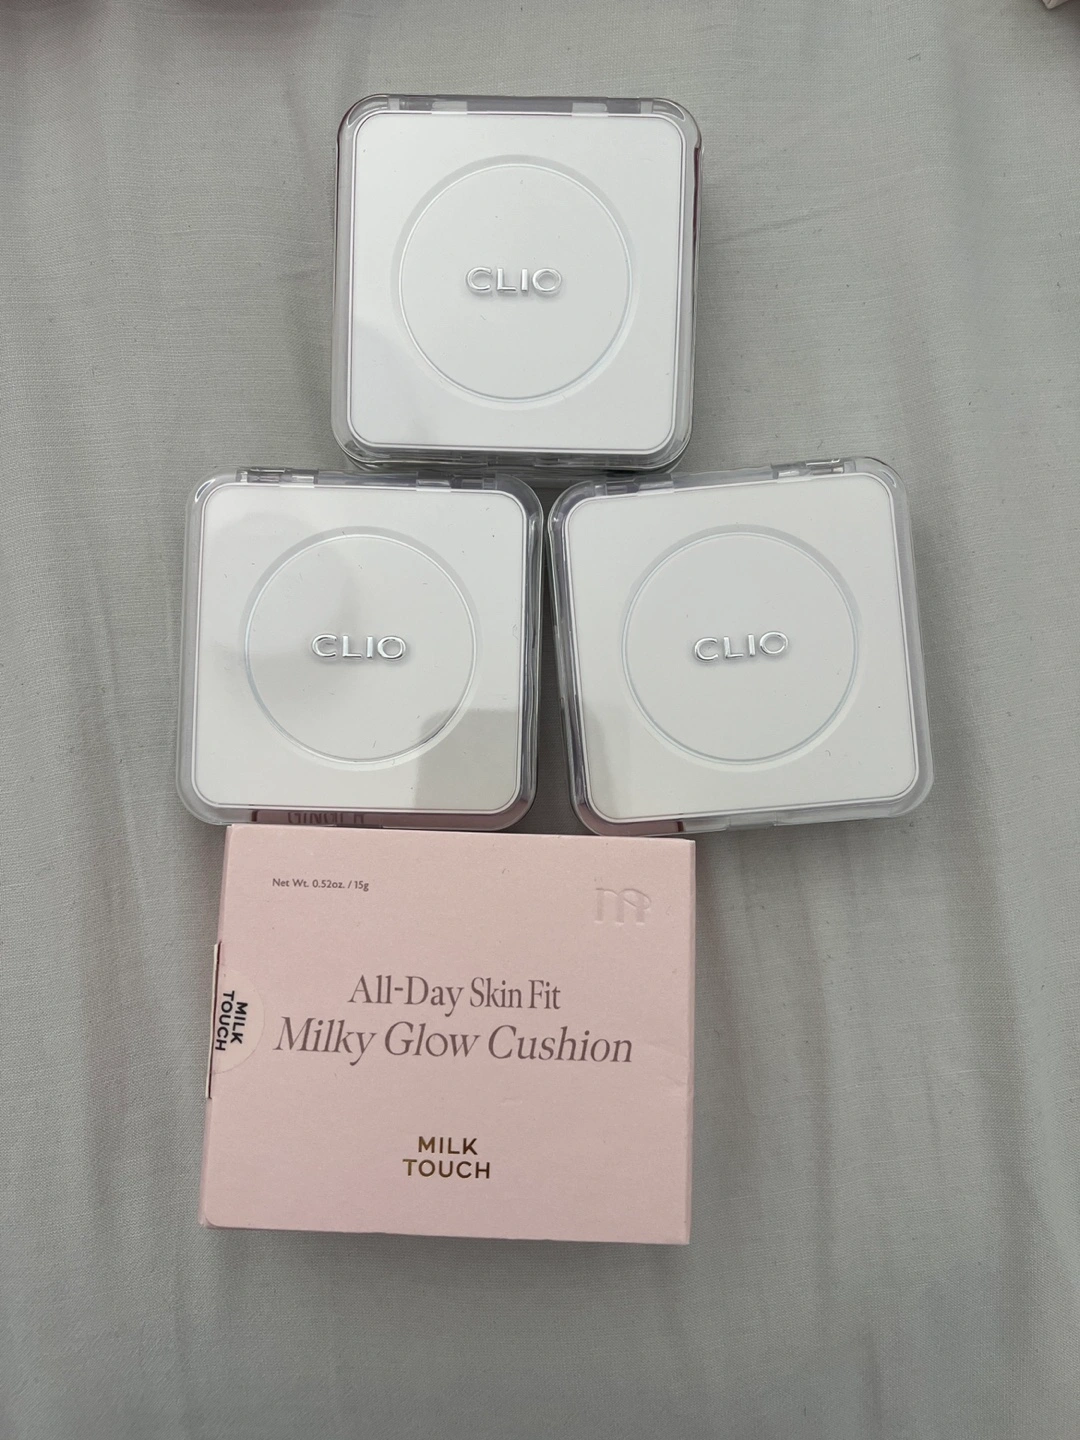 CLIO
CLIO
CLIO
Net Wt. 0.52oz. / 15g
All-Day Skin Fit
Milky Glow Cushion
MILK
TOUCH
MILK
TOUCH